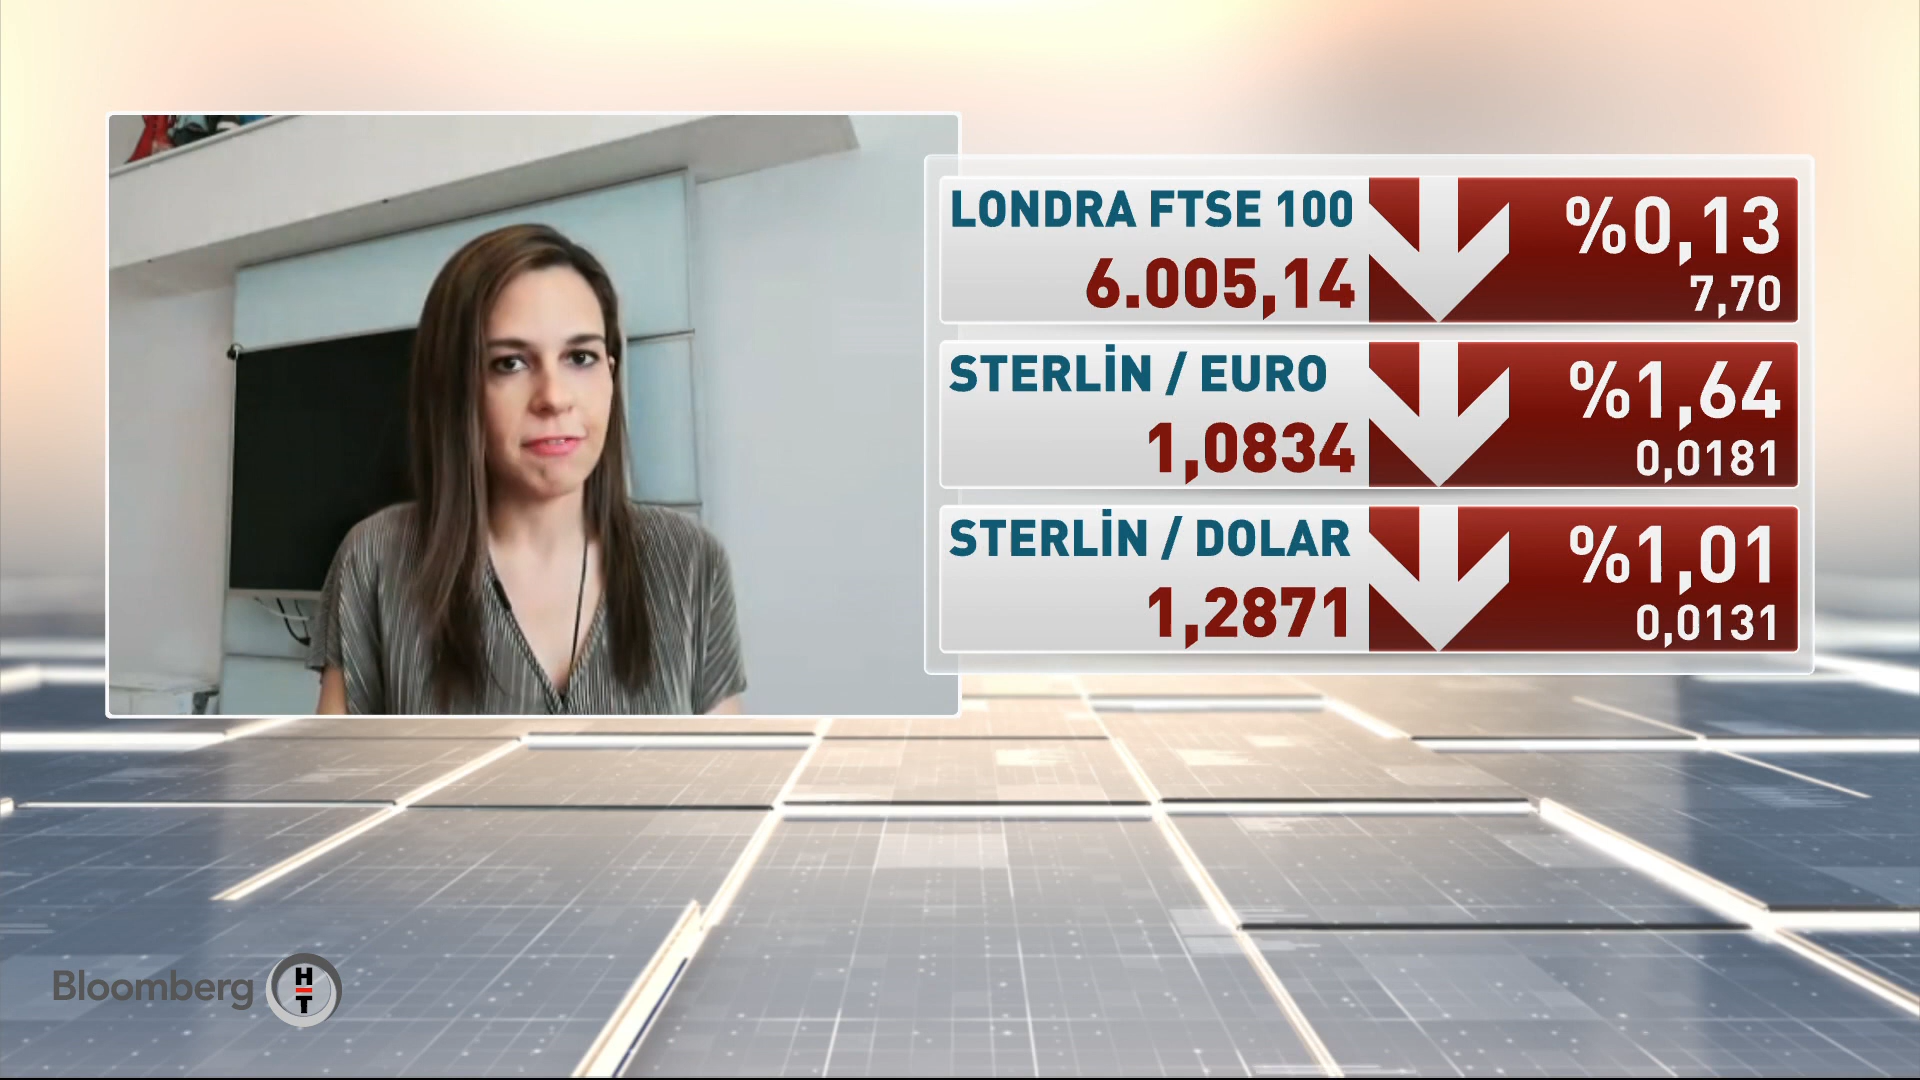 LONDRA FTSE 100
%0,13
6.005,14
7,70
STERLİN / EURO
%1,64
1,0834
0,0181
STERLİN / DOLAR
%1,01
1,2871
0,0131
Bloomberg HT